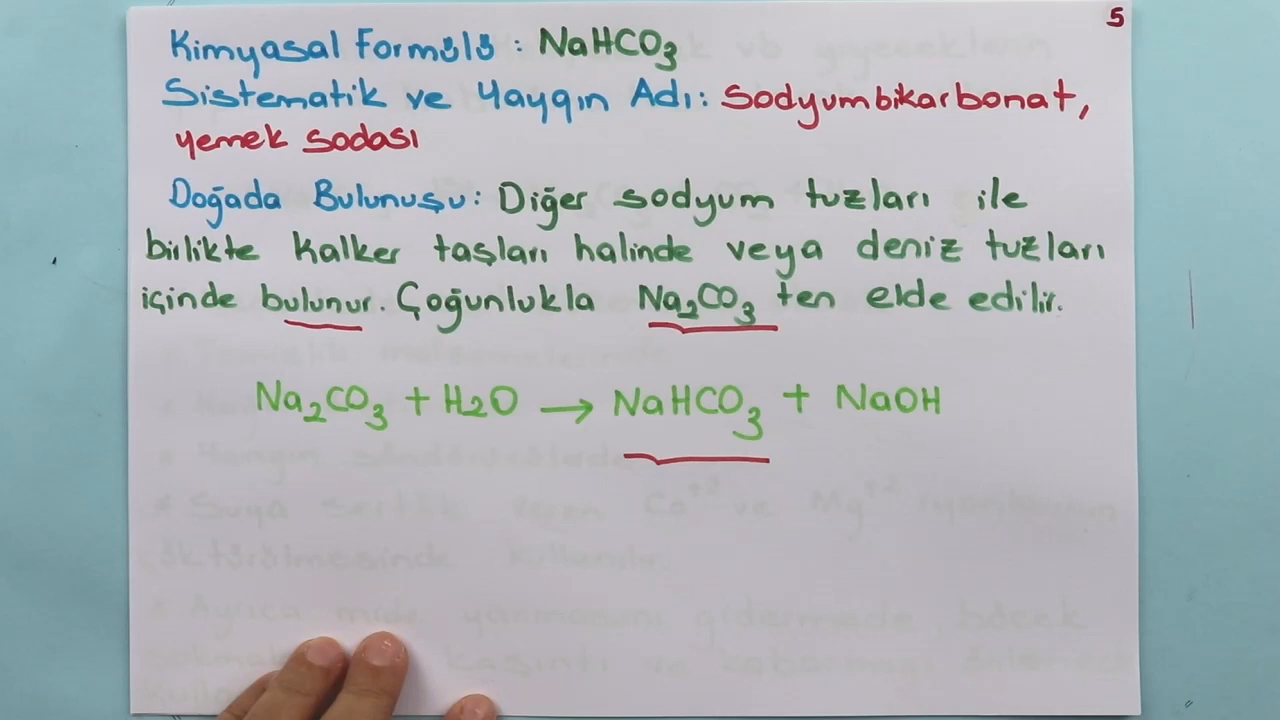 5
Kimyasal Formülü : NaHCO₃
Sistematik ve Yaygın Adı: Sodyumbikarbonat,
yemek sodası
Doğada Bulunuşu: Diğer sodyum tuzları ile
birlikte kalker taşları halinde veya deniz tuzları
içinde bulunur. Çoğunlukla Na₂CO₃ ten elde edilir.
Na₂CO₃ + H₂O → NaHCO₃ + NaOH